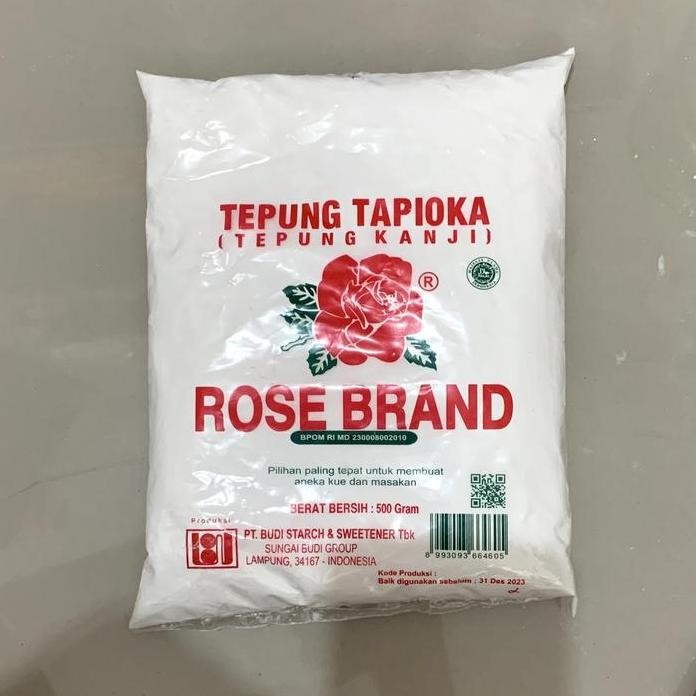 TEPUNG TAPIOKA
(TEPUNG KANJI)
®
ROSE BRAND
BPOM RI MD 230008002010
Pilihan paling tepat untuk membuat
aneka kue dan masakan
BERAT BERSIH : 500 Gram
Produksi
PT. BUDI STARCH & SWEETENER Tbk
SUNGAI BUDI GROUP
LAMPUNG, 34167 - INDONESIA
8 993093 664605
Kode Produksi :
Baik digunakan sebelum : 31 Des 2023